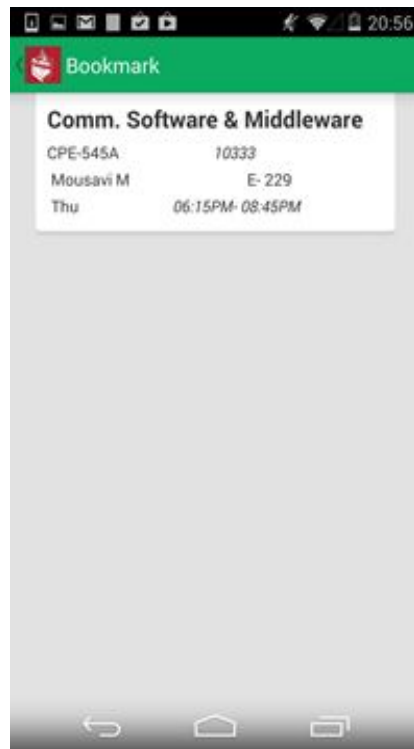 20:56
Bookmark
Comm. Software & Middleware
CPE-545A 10333
Mousavi M E- 229
Thu 06:15PM- 08:45PM